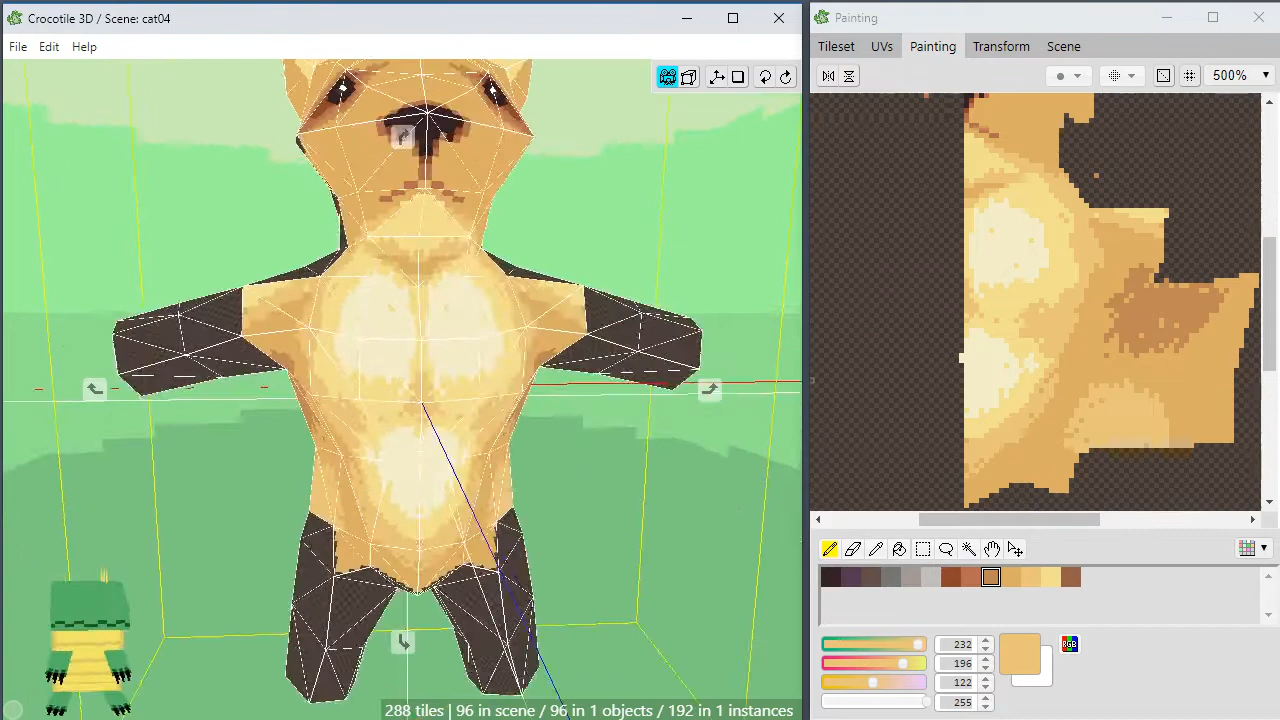 Crocotile 3D / Scene: cat04
File Edit Help
288 tiles | 96 in scene / 96 in 1 objects / 192 in 1 instances
Painting
Tileset UVs Painting Transform Scene
500%
232
196
122
255
RGB